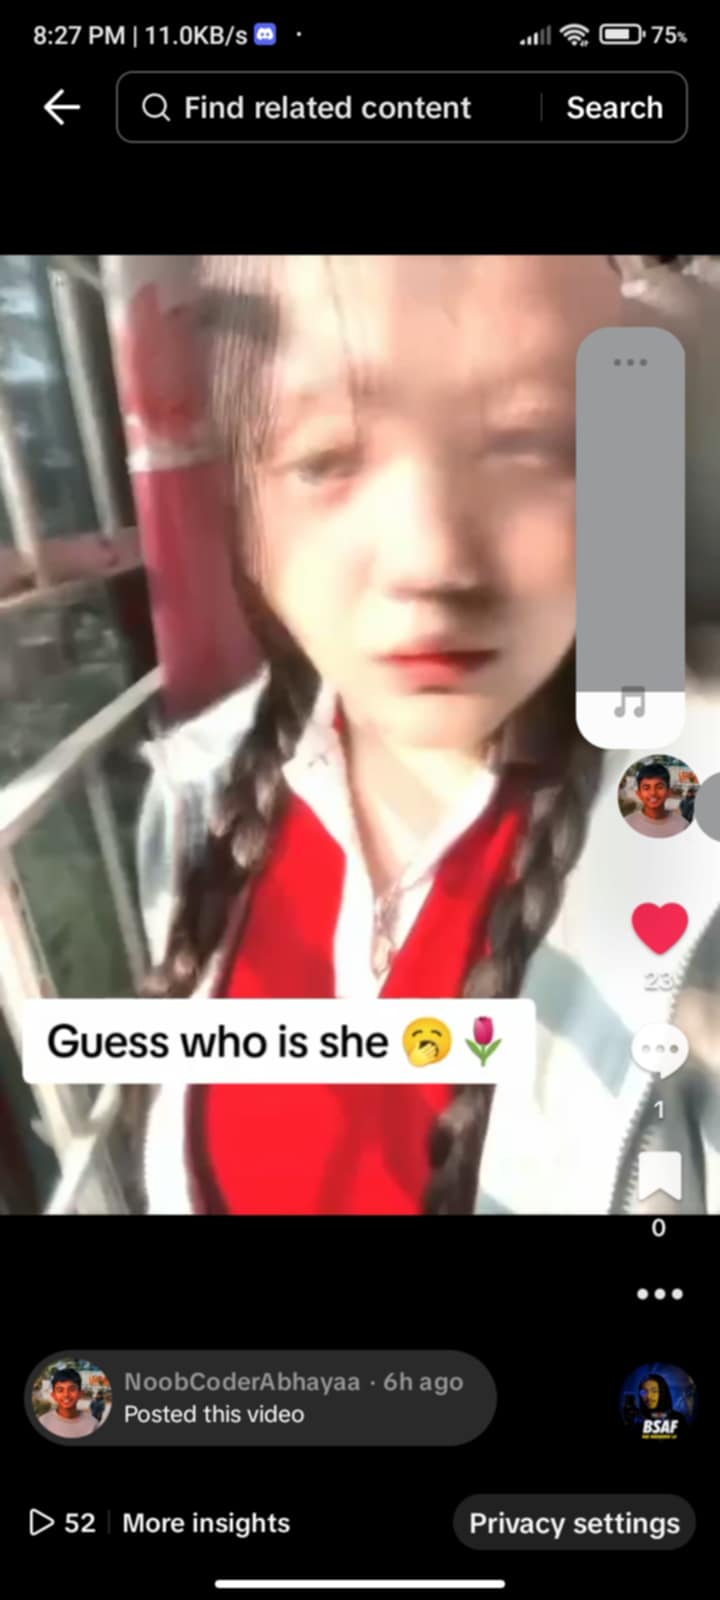 8:27 PM | 11.0KB/s
75%
Find related content
Search
Guess who is she 🥱🌷
23
1
0
NoobCoderAbhayaa · 6h ago
Posted this video
BSAF
52
More insights
Privacy settings